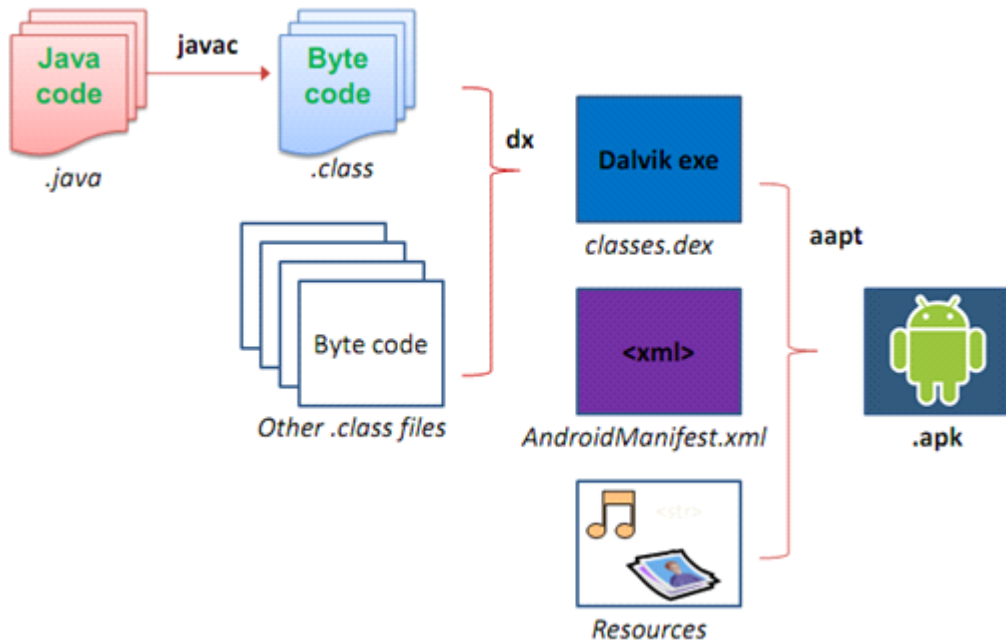 Java
code
.java
javac
Byte
code
.class
dx
Byte code
Other .class files
Dalvik exe
classes.dex
<xml>
AndroidManifest.xml
<str>
Resources
aapt
.apk